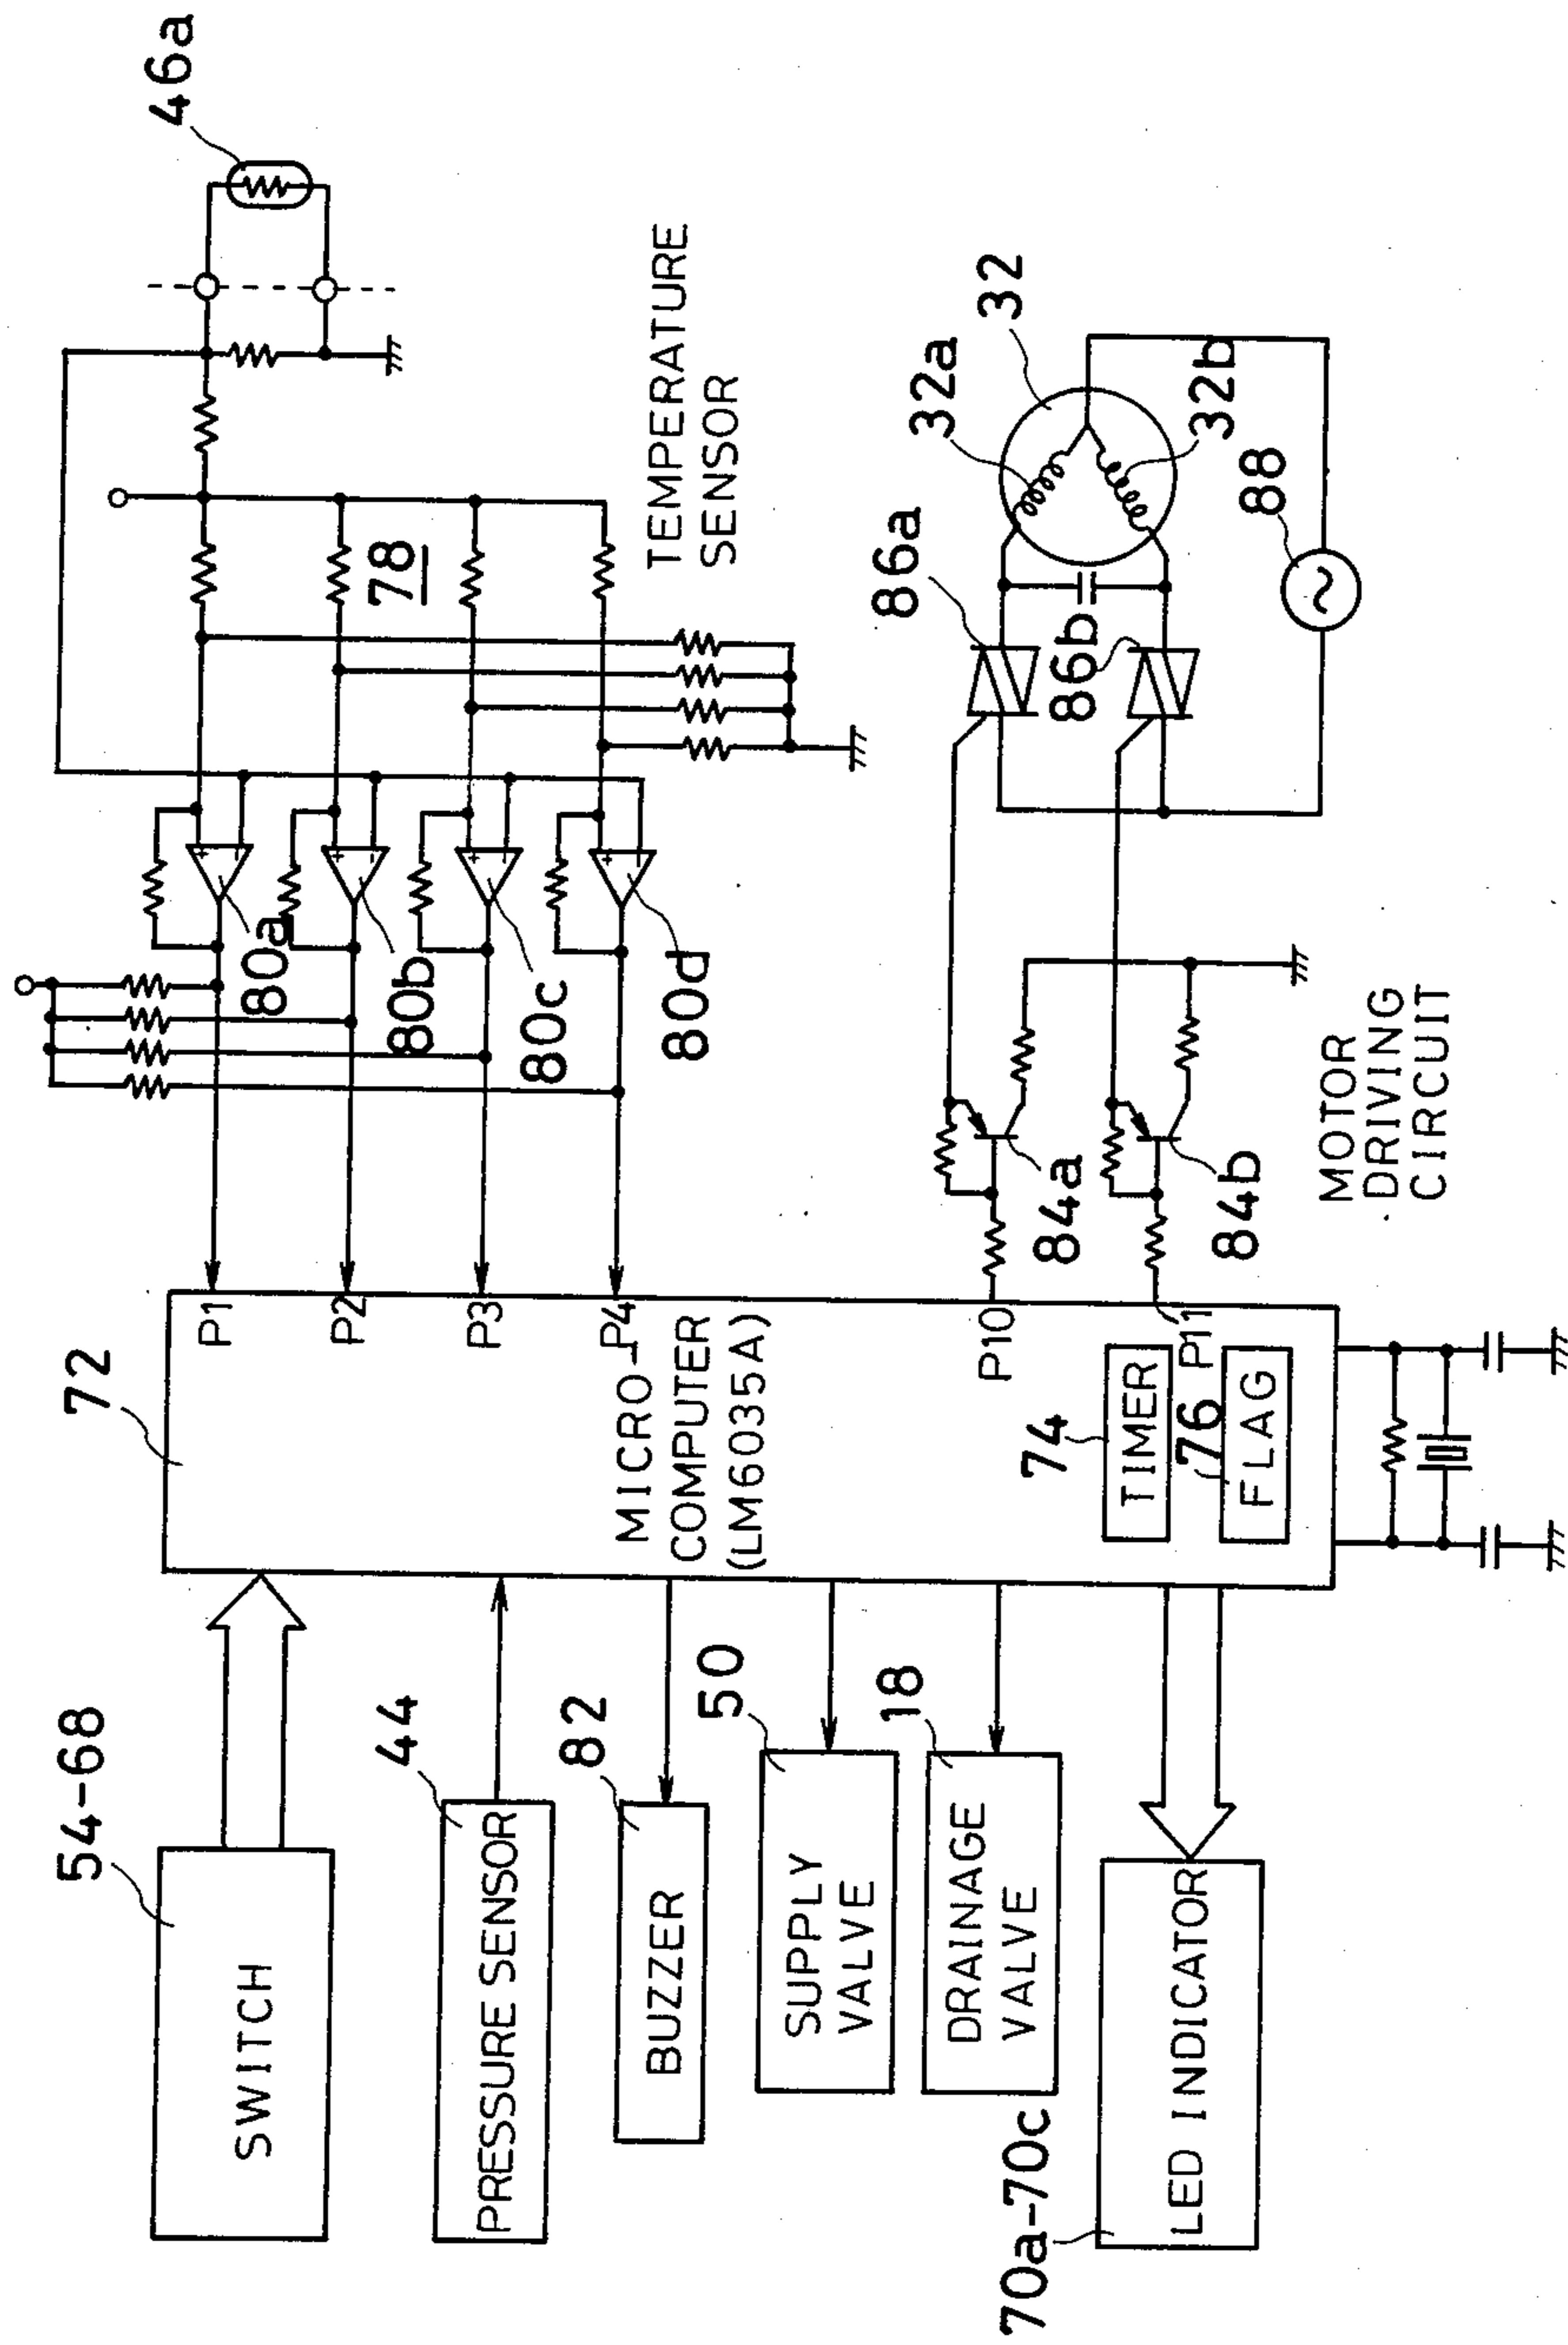 54-68
SWITCH
44
PRESSURE SENSOR
82
BUZZER
50
SUPPLY
VALVE
18
DRAINAGE
VALVE
70a-70c
LED INDICATOR
72
P1
P2
P3
P4
MICRO-
COMPUTER
(LM6035A)
P10
74
TIMER
P11
76
FLAG
80a
80b
80c
80d
78
46a
TEMPERATURE
SENSOR
84a
84b
86a
86b
32a
32
32b
88
MOTOR
DRIVING
CIRCUIT
+
-
+
-
+
-
+
-